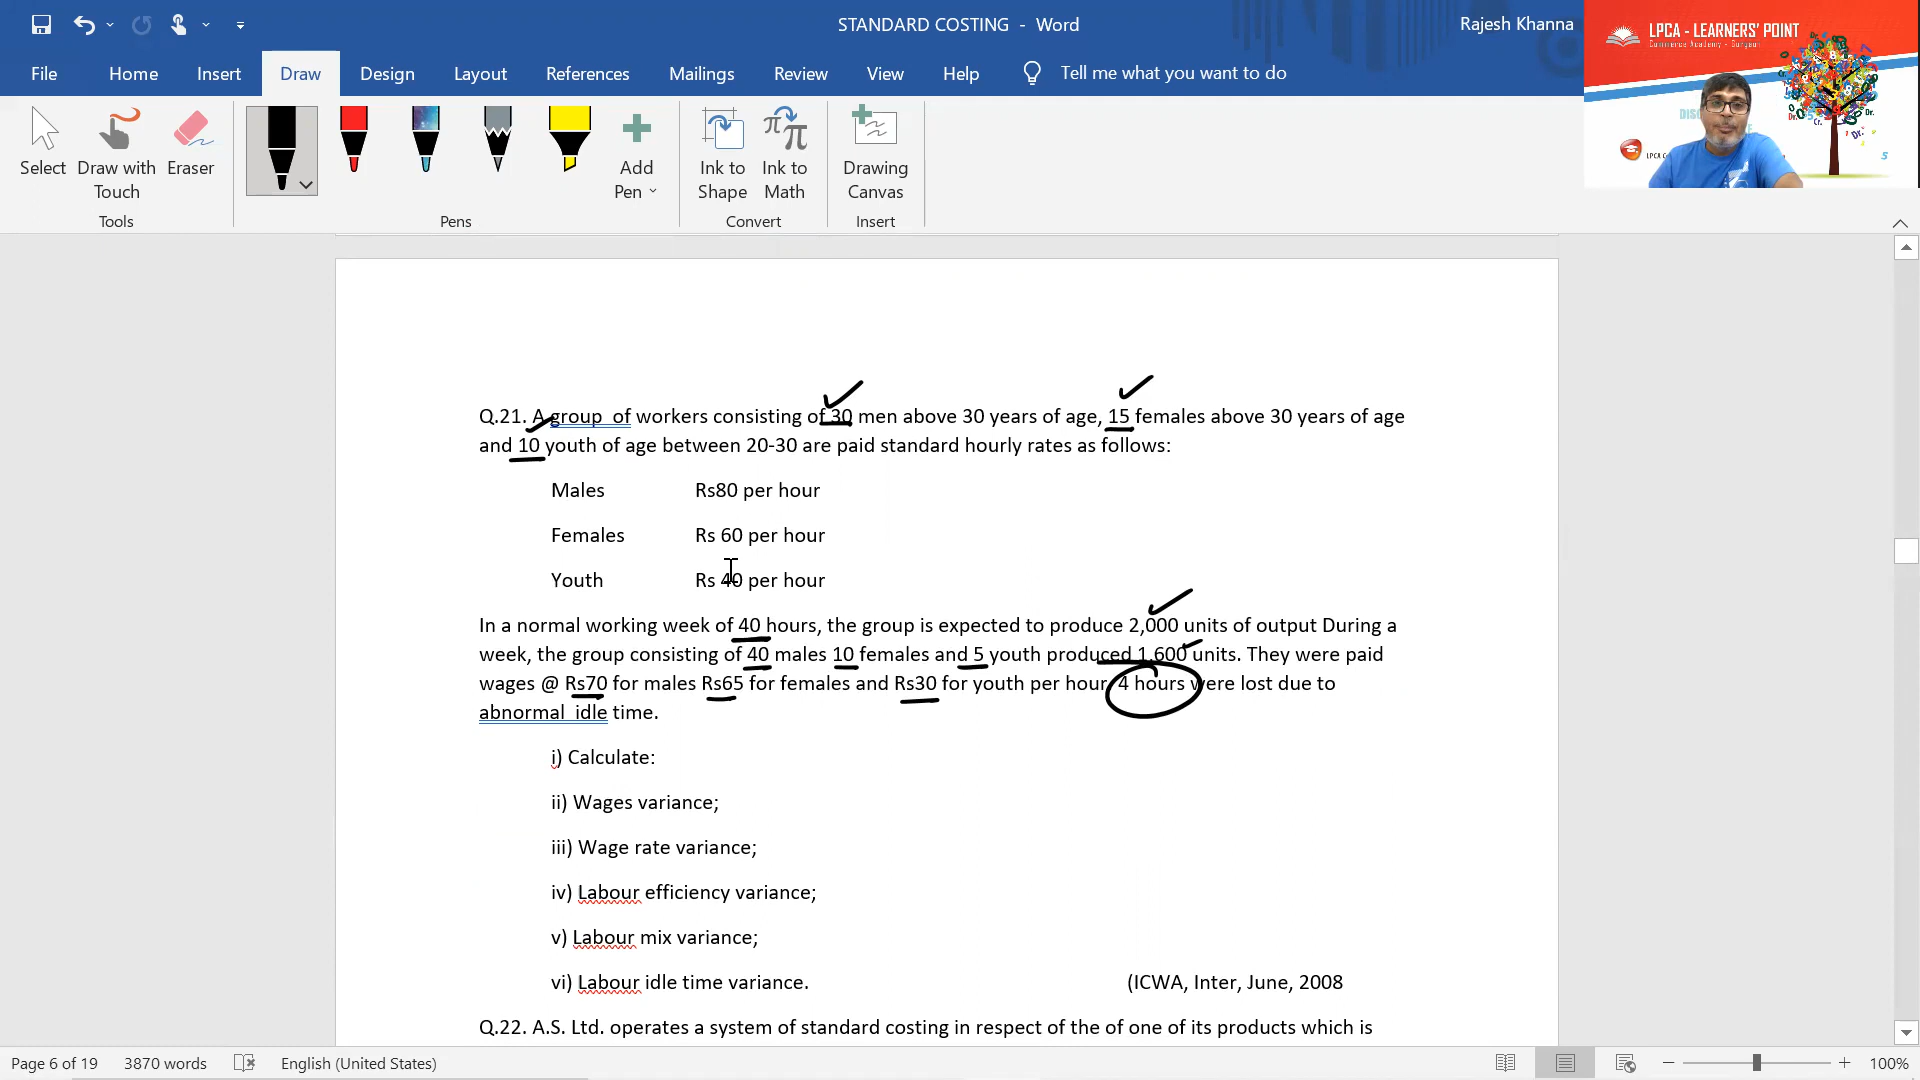 STANDARD COSTING - Word
Rajesh Khanna
LPCA - LEARNERS' POINT
Commerce Academy - Gurgaon
File Home Insert Draw Design Layout References Mailings Review View Help Tell me what you want to do
Select Draw with Touch Eraser
Add Pen
Ink to Shape Ink to Math
Drawing Canvas
Tools Pens Convert Insert
Q.21. A group of workers consisting of 30 men above 30 years of age, 15 females above 30 years of age
and 10 youth of age between 20-30 are paid standard hourly rates as follows:
Males Rs80 per hour
Females Rs 60 per hour
Youth Rs 40 per hour
In a normal working week of 40 hours, the group is expected to produce 2,000 units of output During a
week, the group consisting of 40 males 10 females and 5 youth produced 1,600 units. They were paid
wages @ Rs70 for males Rs65 for females and Rs30 for youth per hour 4 hours were lost due to
abnormal idle time.
i) Calculate:
ii) Wages variance;
iii) Wage rate variance;
iv) Labour efficiency variance;
v) Labour mix variance;
vi) Labour idle time variance. (ICWA, Inter, June, 2008
Q.22. A.S. Ltd. operates a system of standard costing in respect of the of one of its products which is
Page 6 of 19 3870 words English (United States) 100%